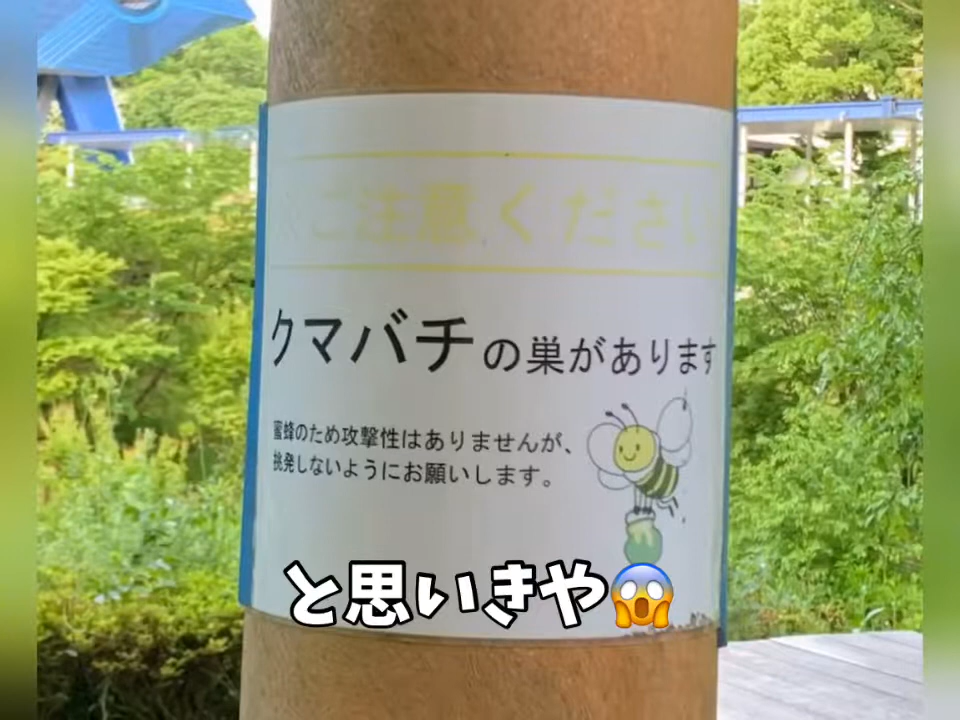 ※ご注意ください
クマバチの巣があります
蜜蜂のため攻撃性はありませんが、
挑発しないようにお願いします。
と思いきや😱